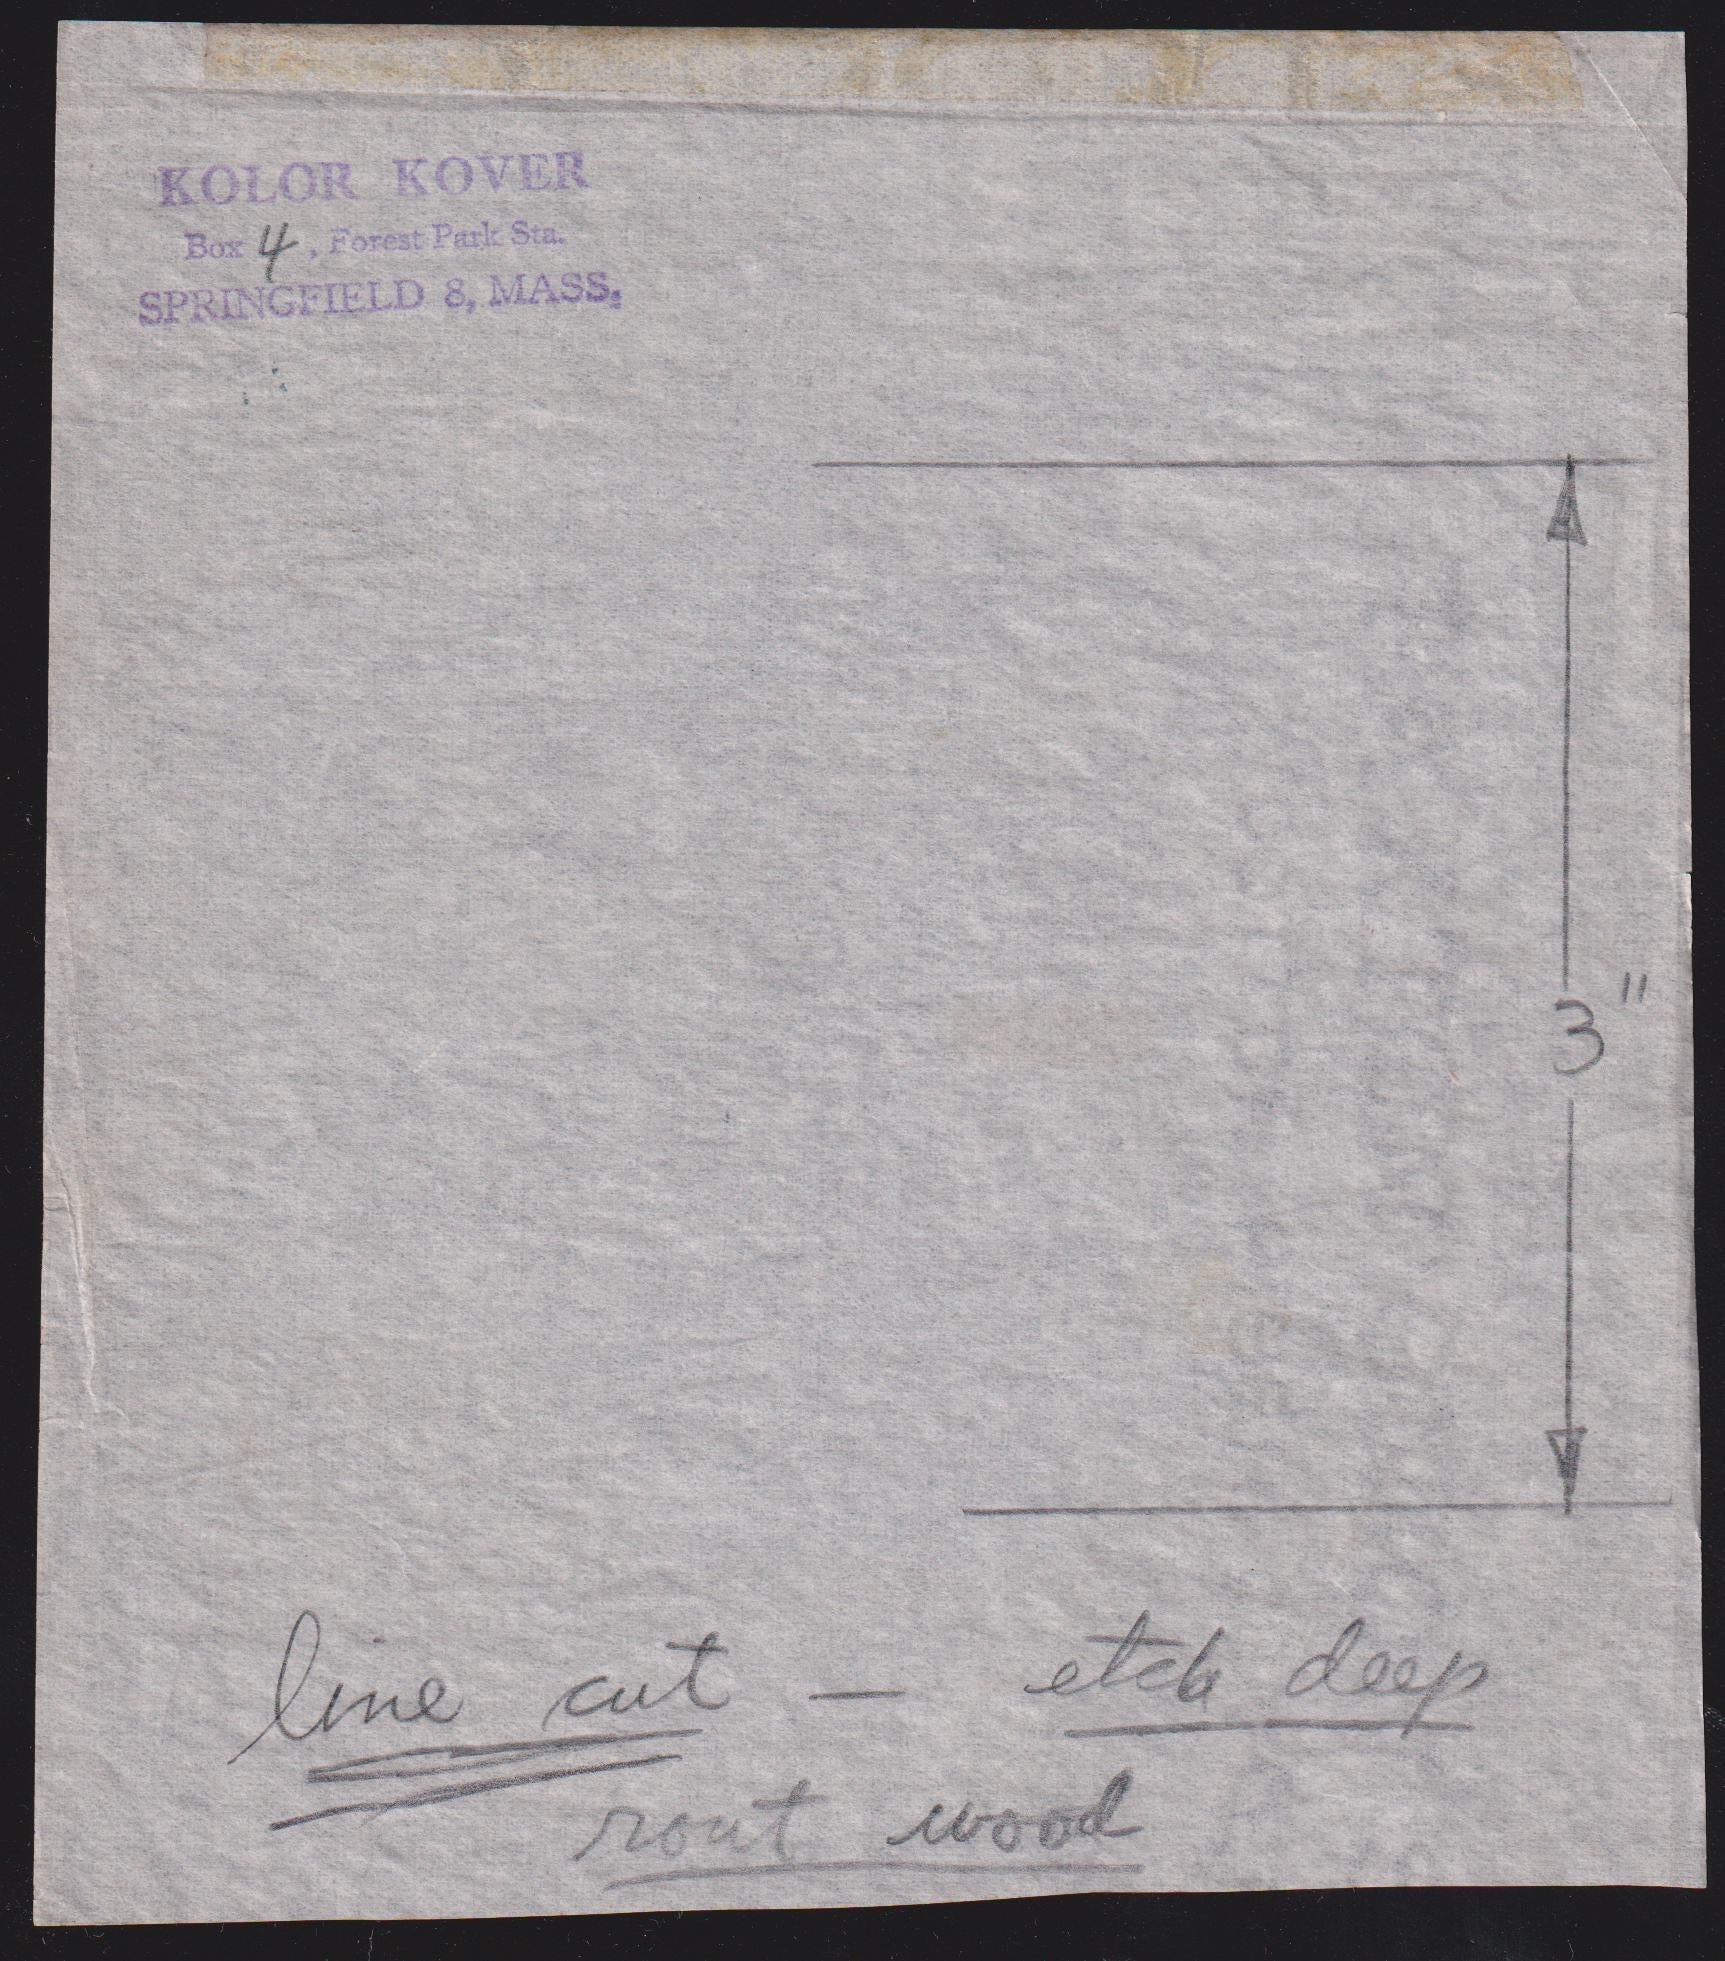 KOLOR KOVER
Box 4, Forest Park Sta.
SPRINGFIELD 8, MASS.
3"
line cut — etch deep
rout wood